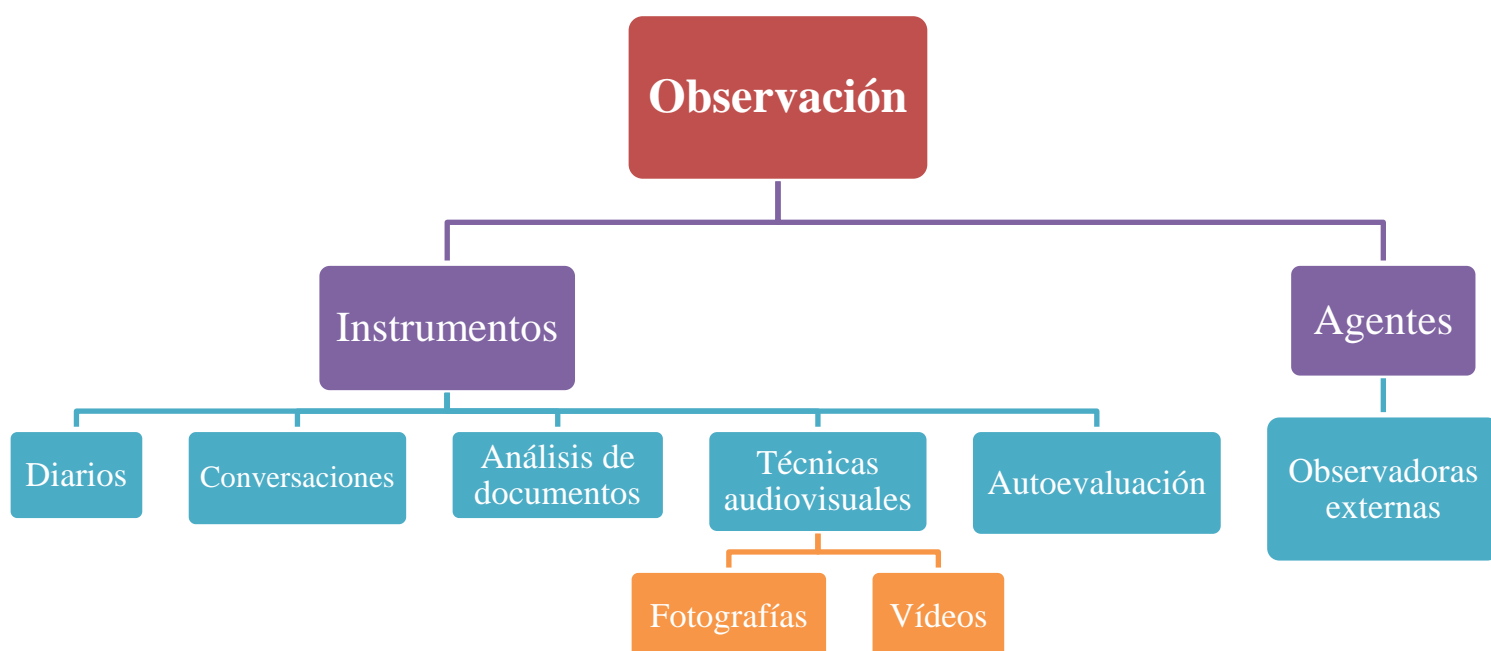 Observación
Instrumentos
Agentes
Diarios
Conversaciones
Análisis de
documentos
Técnicas
audiovisuales
Autoevaluación
Observadoras
externas
Fotografías
Vídeos